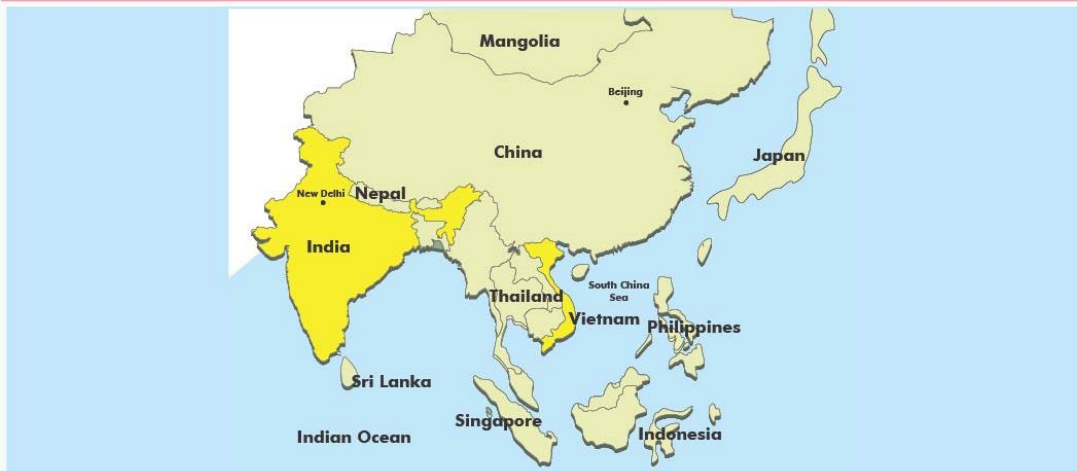 Mangolia
Beijing
China
Japan
New Delhi
Nepal
India
South China
Sea
Thailand
Vietnam
Philippines
Sri Lanka
Singapore
Indonesia
Indian Ocean